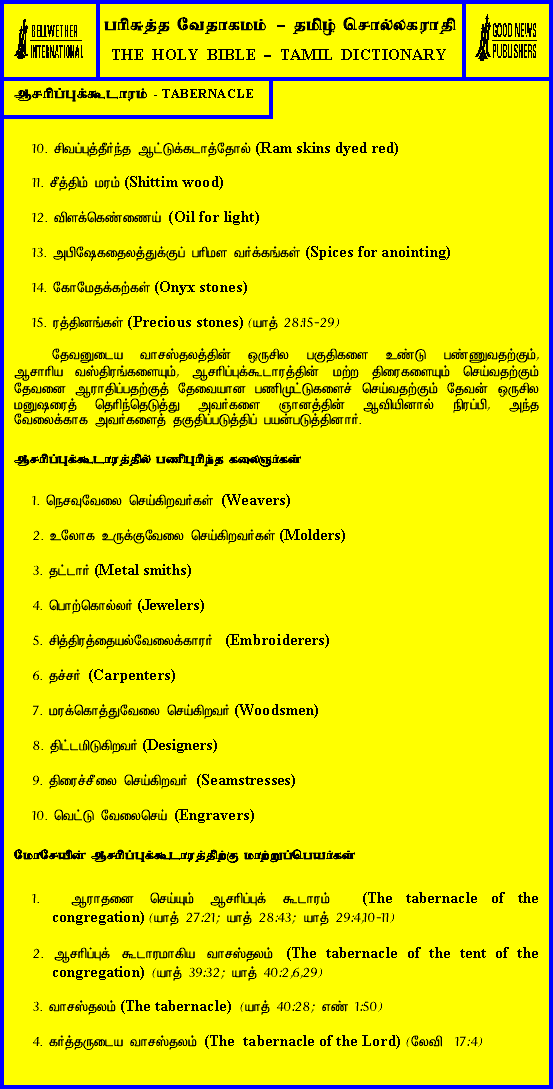 BELLWETHER
INTERNATIONAL
பரிசுத்த வேதாகமம் – தமிழ் சொல்லகராதி
THE HOLY BIBLE – TAMIL DICTIONARY
GOOD NEWS
PUBLISHERS
ஆசரிப்புக்கூடாரம் - TABERNACLE
10. சிவப்புத்தீர்ந்த ஆட்டுக்கடாத்தோல் (Ram skins dyed red)
11. சீத்திம் மரம் (Shittim wood)
12. விளக்கெண்ணைய் (Oil for light)
13. அபிஷேகதைலத்துக்குப் பரிமள வர்க்கங்கள் (Spices for anointing)
14. கோமேதக்கற்கள் (Onyx stones)
15. ரத்தினங்கள் (Precious stones) (யாத் 28:15-29)
தேவனுடைய வாசஸ்தலத்தின் ஒருசில பகுதிகளை உண்டு பண்ணுவதற்கும்,
ஆசாரிய வஸ்திரங்களையும், ஆசரிப்புக்கூடாரத்தின் மற்ற திரைகளையும் செய்வதற்கும்
தேவனை ஆராதிப்பதற்குத் தேவையான பணிமுட்டுகளைச் செய்வதற்கும் தேவன் ஒருசில
மனுஷரைத் தெரிந்தெடுத்து அவர்களை ஞானத்தின் ஆவியினால் நிரப்பி, அந்த
வேலைக்காக அவர்களைத் தகுதிப்படுத்திப் பயன்படுத்தினார்.
ஆசரிப்புக்கூடாரத்தில் பணிபுரிந்த கலைஞர்கள்
1. நெசவுவேலை செய்கிறவர்கள் (Weavers)
2. உலோக உருக்குவேலை செய்கிறவர்கள் (Molders)
3. தட்டார் (Metal smiths)
4. பொற்கொல்லர் (Jewelers)
5. சித்திரத்தையல்வேலைக்காரர் (Embroiderers)
6. தச்சர் (Carpenters)
7. மரக்கொத்துவேலை செய்கிறவர் (Woodsmen)
8. திட்டமிடுகிறவர் (Designers)
9. திரைச்சீலை செய்கிறவர் (Seamstresses)
10. வெட்டு வேலைசெய் (Engravers)
மோசேயின் ஆசரிப்புக்கூடாரத்திற்கு மாற்றுப்பெயர்கள்
1. ஆராதனை செய்யும் ஆசரிப்புக் கூடாரம் (The tabernacle of the
congregation) (யாத் 27:21; யாத் 28:43; யாத் 29:4,10-11)
2. ஆசரிப்புக் கூடாரமாகிய வாசஸ்தலம் (The tabernacle of the tent of the
congregation) (யாத் 39:32; யாத் 40:2,6,29)
3. வாசஸ்தலம் (The tabernacle) (யாத் 40:28; எண் 1:50)
4. கர்த்தருடைய வாசஸ்தலம் (The tabernacle of the Lord) (லேவி 17:4)